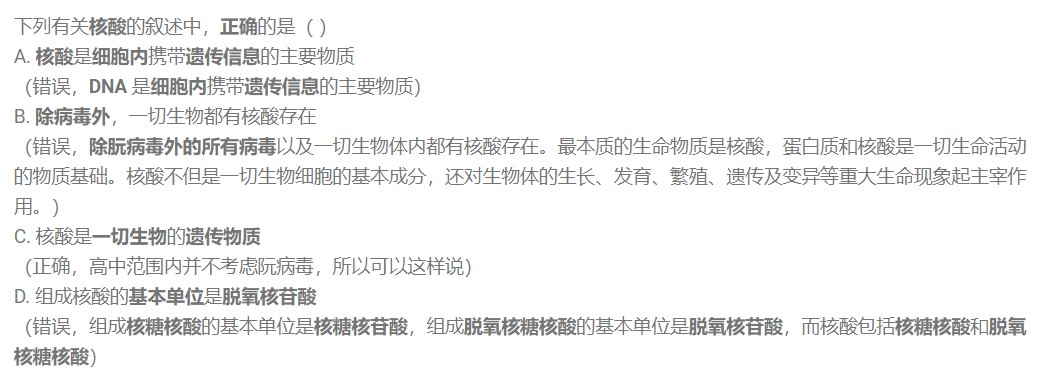 下列有关核酸的叙述中，正确的是（ ）
A. 核酸是细胞内携带遗传信息的主要物质
（错误，DNA 是细胞内携带遗传信息的主要物质）
B. 除病毒外，一切生物都有核酸存在
（错误，除朊病毒外的所有病毒以及一切生物体内都有核酸存在。最本质的生命物质是核酸，蛋白质和核酸是一切生命活动
的物质基础。核酸不但是一切生物细胞的基本成分，还对生物体的生长、发育、繁殖、遗传及变异等重大生命现象起主宰作
用。）
C. 核酸是一切生物的遗传物质
（正确，高中范围内并不考虑阮病毒，所以可以这样说）
D. 组成核酸的基本单位是脱氧核苷酸
（错误，组成核糖核酸的基本单位是核糖核苷酸，组成脱氧核糖核酸的基本单位是脱氧核苷酸，而核酸包括核糖核酸和脱氧
核糖核酸）